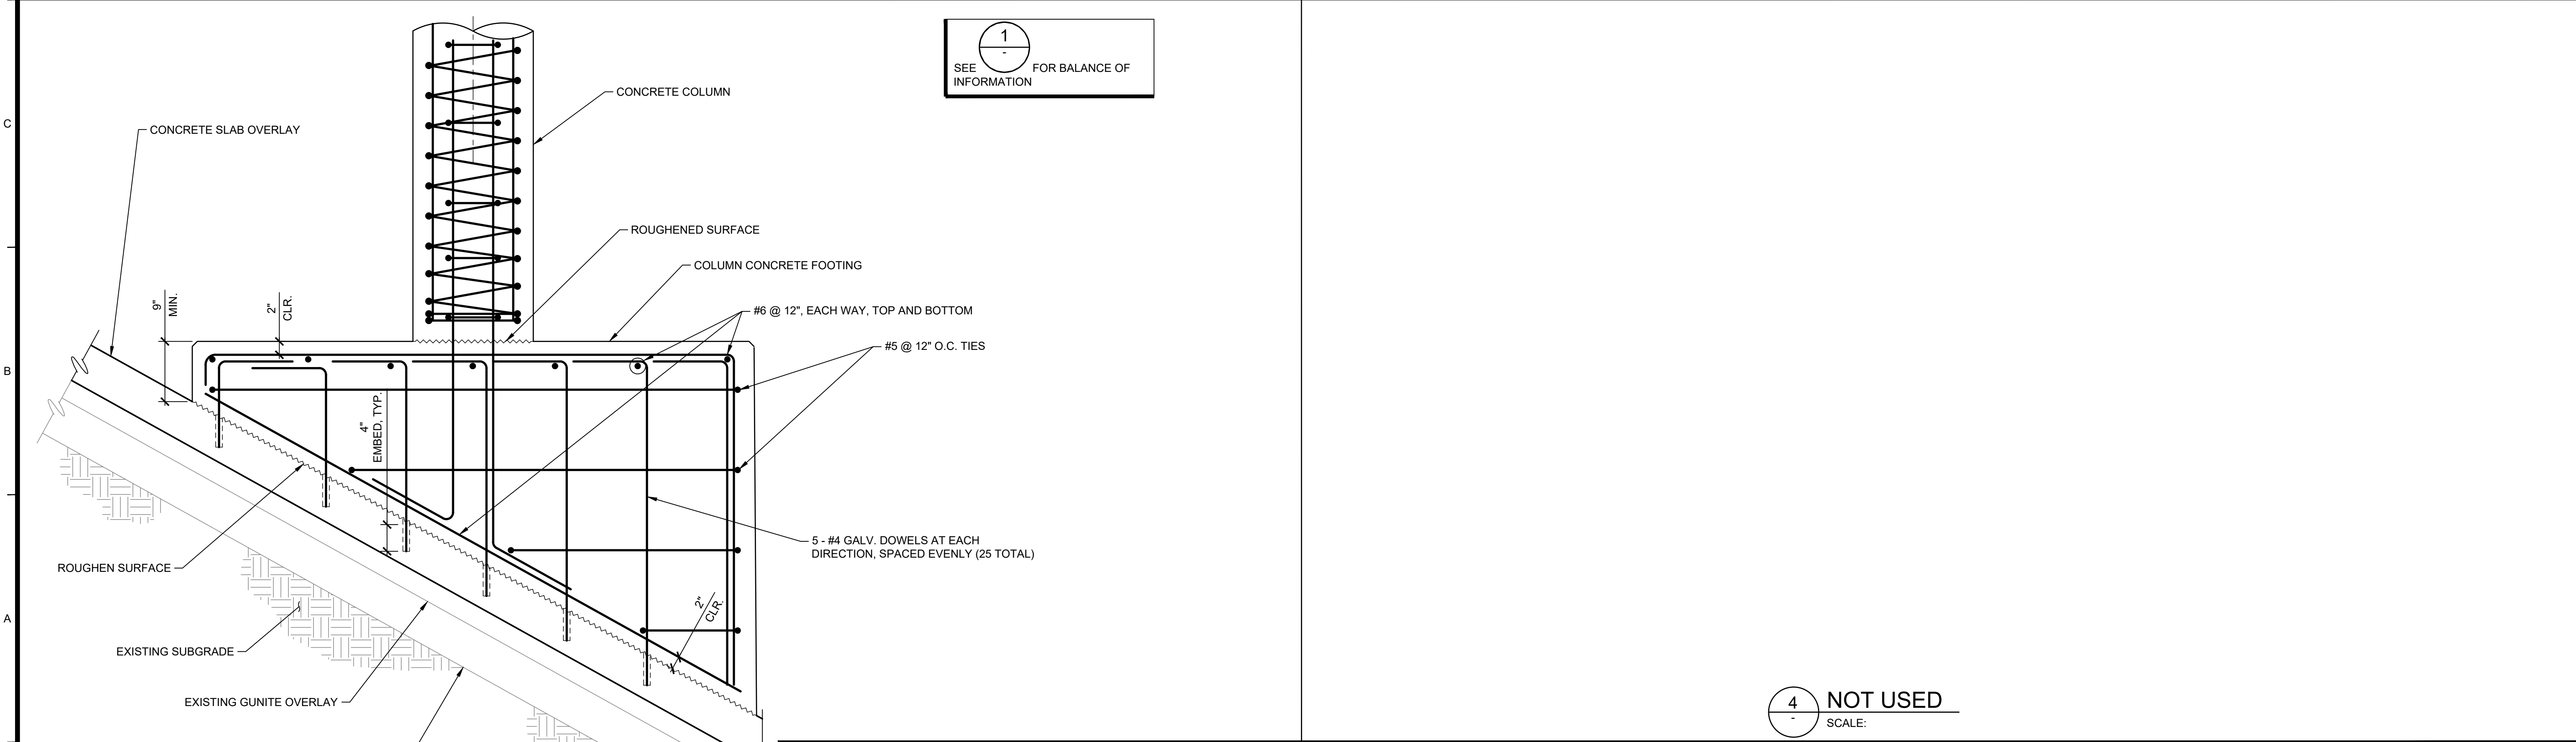 1
-
SEE FOR BALANCE OF
INFORMATION
CONCRETE COLUMN
C
CONCRETE SLAB OVERLAY
ROUGHENED SURFACE
COLUMN CONCRETE FOOTING
9"
MIN.
2"
CLR.
#6 @ 12", EACH WAY, TOP AND BOTTOM
#5 @ 12" O.C. TIES
B
4"
EMBED, TYP.
5 - #4 GALV. DOWELS AT EACH
DIRECTION, SPACED EVENLY (25 TOTAL)
ROUGHEN SURFACE
2"
CLR.
A
EXISTING SUBGRADE
EXISTING GUNITE OVERLAY
4
-
NOT USED
SCALE: